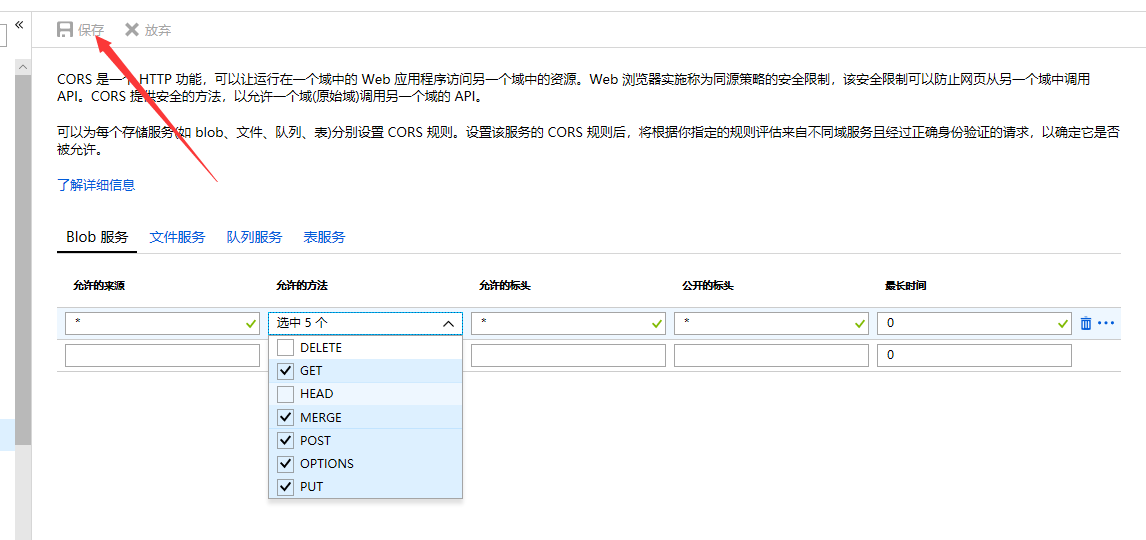 «
保存 放弃
CORS 是一个 HTTP 功能，可以让运行在一个域中的 Web 应用程序访问另一个域中的资源。Web 浏览器实施称为同源策略的安全限制，该安全限制可以防止网页从另一个域中调用
API。CORS 提供安全的方法，以允许一个域(原始域)调用另一个域的 API。
可以为每个存储服务(如 blob、文件、队列、表)分别设置 CORS 规则。设置该服务的 CORS 规则后，将根据你指定的规则评估来自不同域服务且经过正确身份验证的请求，以确定它是否
被允许。
了解详细信息
Blob 服务 文件服务 队列服务 表服务
允许的来源 允许的方法 允许的标头 公开的标头 最长时间
* 选中 5 个 * * 0
0
DELETE
GET
HEAD
MERGE
POST
OPTIONS
PUT